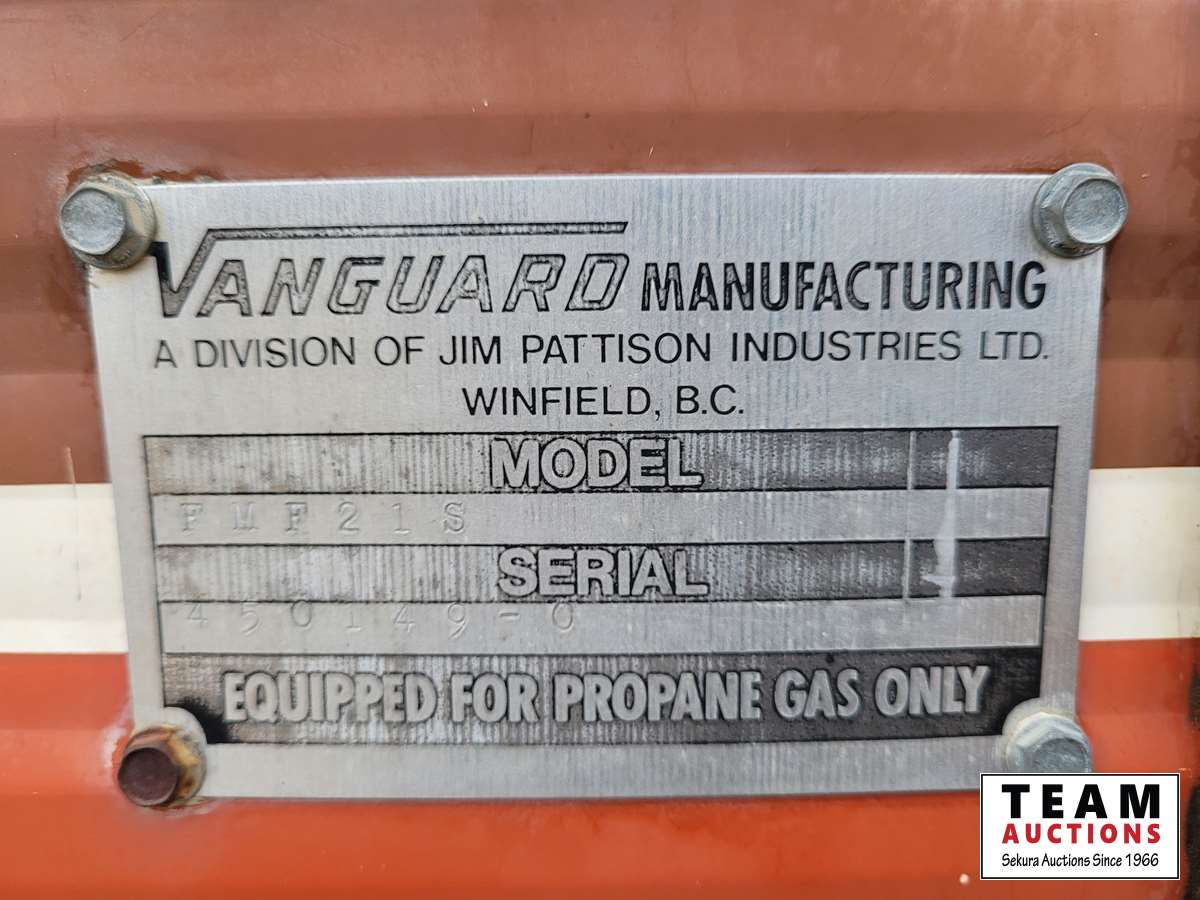 VANGUARD MANUFACTURING
A DIVISION OF JIM PATTISON INDUSTRIES LTD.
WINFIELD, B.C.
MODEL
FMF21S
SERIAL
450149-0
EQUIPPED FOR PROPANE GAS ONLY
TEAM
AUCTIONS
Sekura Auctions Since 1966